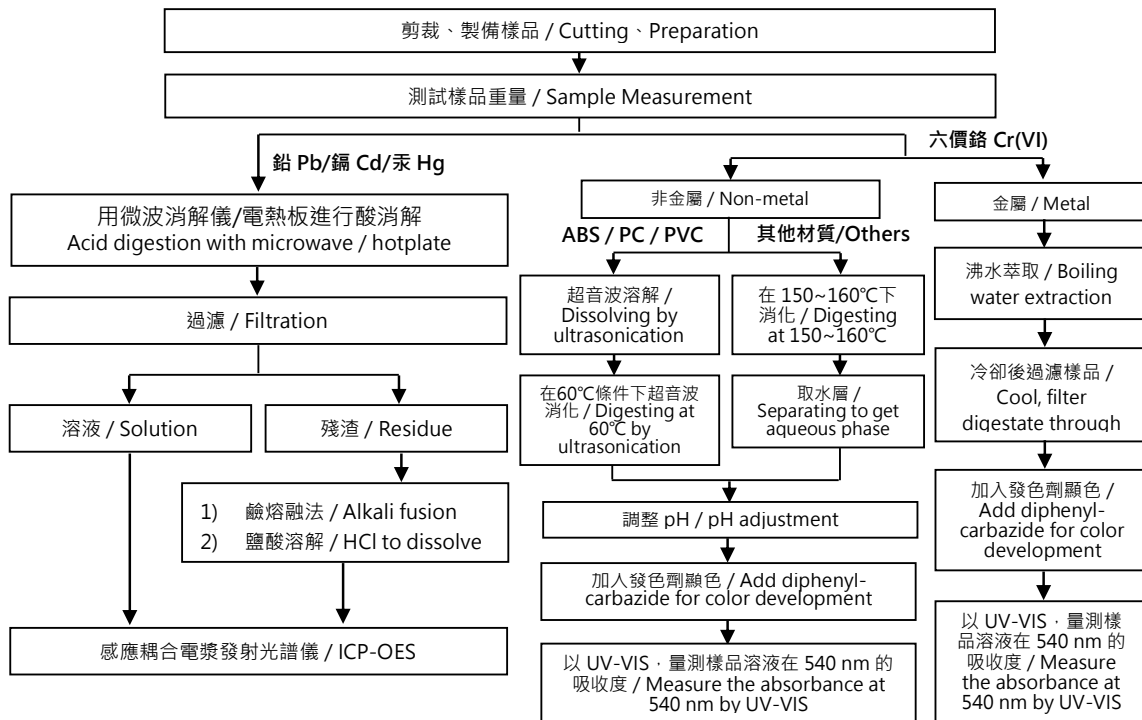 剪裁、製備樣品 / Cutting、Preparation
測試樣品重量 / Sample Measurement
鉛 Pb/鎘 Cd/汞 Hg
六價鉻 Cr(VI)
用微波消解儀/電熱板進行酸消解
Acid digestion with microwave / hotplate
過濾 / Filtration
溶液 / Solution
殘渣 / Residue
1) 鹼熔融法 / Alkali fusion
2) 鹽酸溶解 / HCl to dissolve
感應耦合電漿發射光譜儀 / ICP-OES
非金屬 / Non-metal
ABS / PC / PVC
其他材質/Others
超音波溶解 /
Dissolving by
ultrasonication
在60℃條件下超音波
消化 / Digesting at
60℃ by
ultrasonication
在 150~160℃下
消化 / Digesting
at 150~160℃
取水層 /
Separating to get
aqueous phase
調整 pH / pH adjustment
加入發色劑顯色 / Add diphenyl-
carbazide for color development
以 UV-VIS，量測樣品溶液在 540 nm 的
吸收度 / Measure the absorbance at
540 nm by UV-VIS
金屬 / Metal
沸水萃取 / Boiling
water extraction
冷卻後過濾樣品 /
Cool, filter
digestate through
加入發色劑顯色 /
Add diphenyl-
carbazide for color
development
以 UV-VIS，量測樣
品溶液在 540 nm 的
吸收度 / Measure
the absorbance at
540 nm by UV-VIS